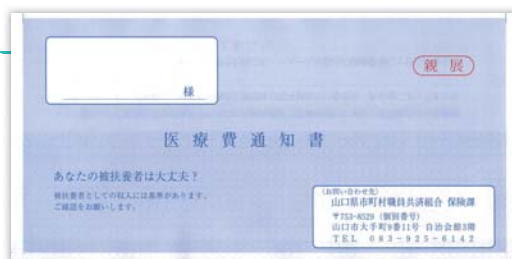 親展
様
医療費通知書
あなたの被扶養者は大丈夫？
被扶養者としての収入には基準があります。
ご確認をお願いします。
(お問い合わせ先)
山口県市町村職員共済組合 保険課
〒753-8529 (個別番号)
山口市大手町9番11号 自治会館3階
TEL 083-925-6142